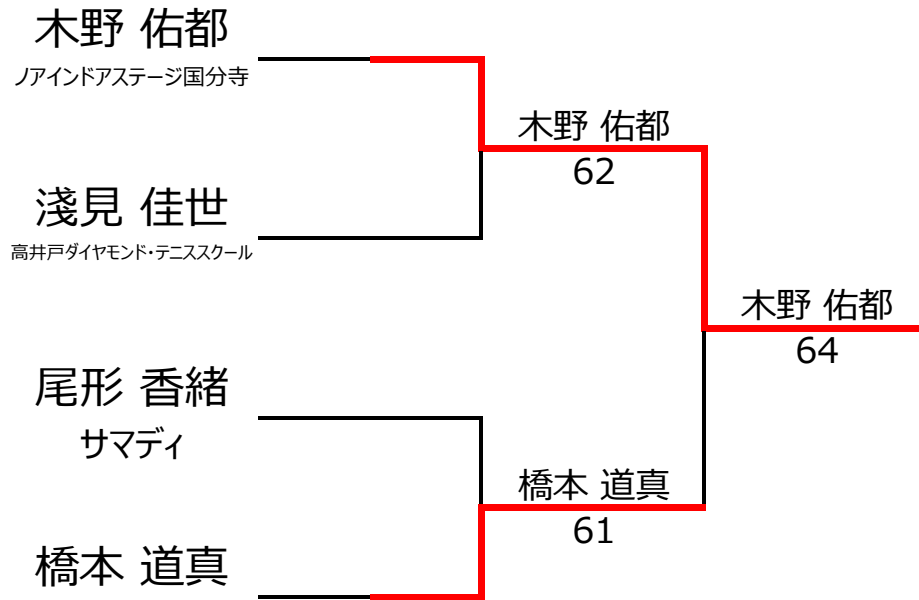 木野 佑都
ノアインドアステージ国分寺
木野 佑都
62
淺見 佳世
高井戸ダイヤモンド・テニススクール
木野 佑都
64
尾形 香緒
サマディ
橋本 道真
61
橋本 道真